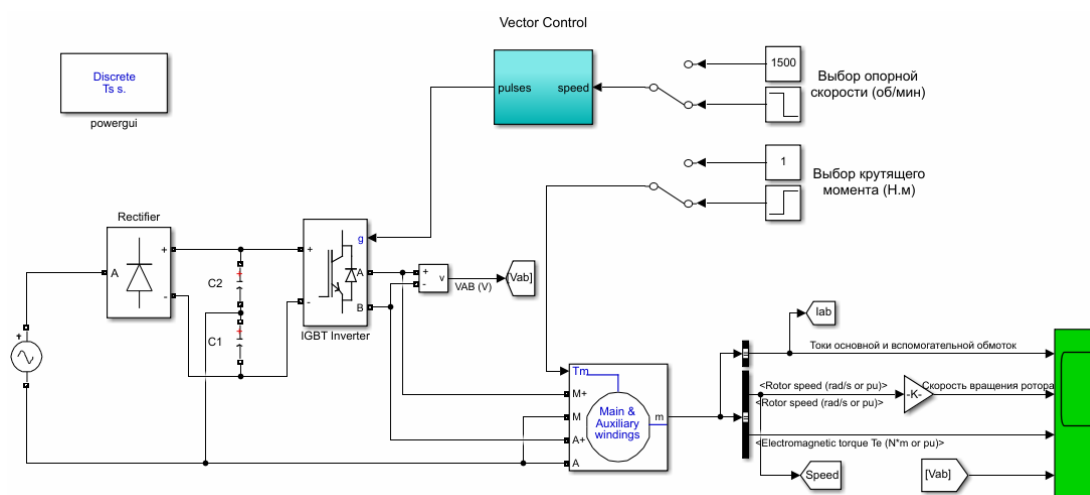 Vector Control
Discrete
Ts s.
powergui
pulses
speed
1500
Выбор опорной
скорости (об/мин)
1
Выбор крутящего
момента (Н.м)
Rectifier
A
+
-
C2
C1
+
-
g
A
B
IGBT Inverter
+
-
v
VAB (V)
[Vab]
+
Iab
Токи основной и вспомогательной обмоток
Tm
M+
M
A+
A
Main &
Auxiliary
windings
m
<Rotor speed (rad/s or pu)>
-K-
Скорость вращения ротора
<Rotor speed (rad/s or pu)>
<Electromagnetic torque Te (N*m or pu)>
Speed
[Vab]